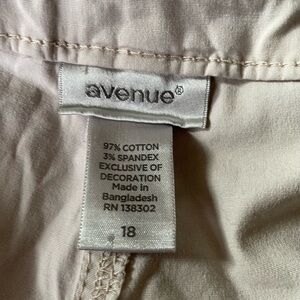 avenue®
97% COTTON
3% SPANDEX
EXCLUSIVE OF
DECORATION
Made in
Bangladesh
RN 138302
18